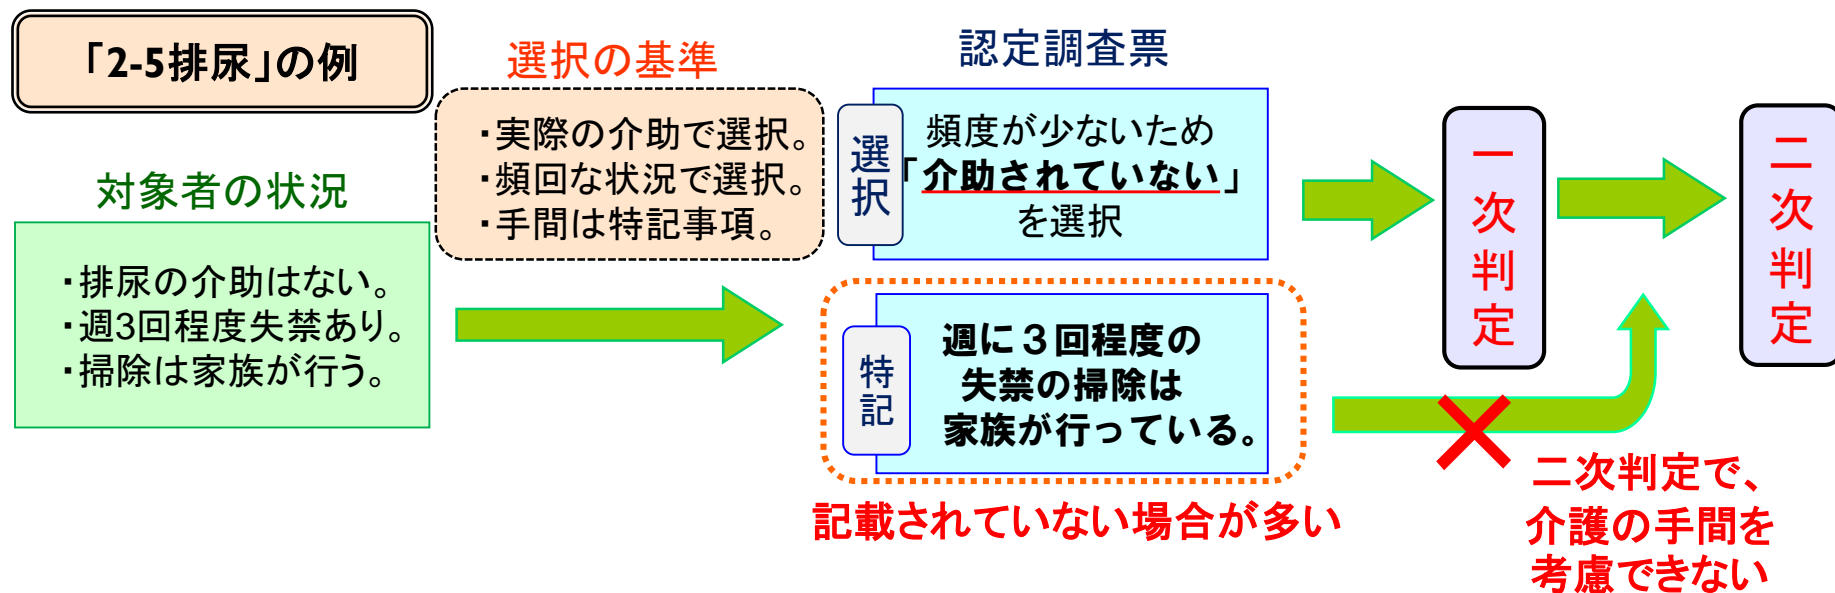 「2-5排尿」の例
対象者の状況
・排尿の介助はない。
・週3回程度失禁あり。
・掃除は家族が行う。
選択の基準
・実際の介助で選択。
・頻回な状況で選択。
・手間は特記事項。
認定調査票
選択
頻度が少ないため
「介助されていない」
を選択
特記
週に３回程度の
失禁の掃除は
家族が行っている。
記載されていない場合が多い
一次判定
二次判定
二次判定で、
介護の手間を
考慮できない